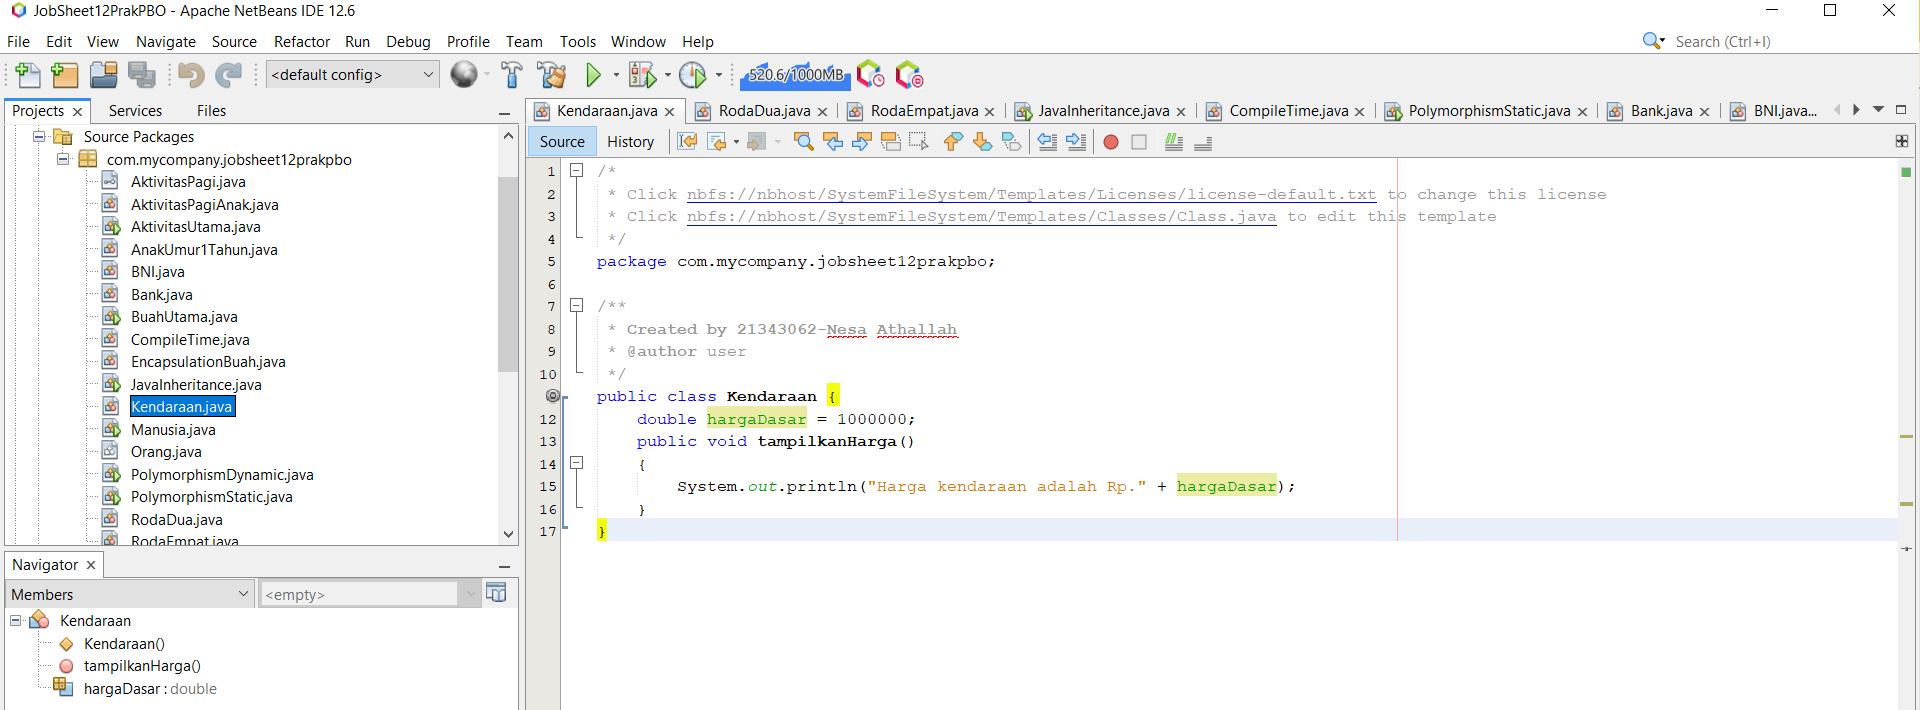 JobSheet12PrakPBO - Apache NetBeans IDE 12.6
File Edit View Navigate Source Refactor Run Debug Profile Team Tools Window Help
Search (Ctrl+I)
<default config>
520.6/1000MB
Projects Services Files
Source Packages
com.mycompany.jobsheet12prakpbo
AktivitasPagi.java
AktivitasPagiAnak.java
AktivitasUtama.java
AnakUmur1Tahun.java
BNI.java
Bank.java
BuahUtama.java
CompileTime.java
EncapsulationBuah.java
JavaInheritance.java
Kendaraan.java
Manusia.java
Orang.java
PolymorphismDynamic.java
PolymorphismStatic.java
RodaDua.java
RodaEmpat.java
Navigator
Members
<empty>
Kendaraan
Kendaraan()
tampilkanHarga()
hargaDasar : double
Kendaraan.java RodaDua.java RodaEmpat.java JavaInheritance.java CompileTime.java PolymorphismStatic.java Bank.java BNI.java...
Source History
1 /*
2 * Click nbfs://nbhost/SystemFileSystem/Templates/Licenses/license-default.txt to change this license
3 * Click nbfs://nbhost/SystemFileSystem/Templates/Classes/Class.java to edit this template
4 */
5 package com.mycompany.jobsheet12prakpbo;
6
7 /**
8 * Created by 21343062-Nesa Athallah
9 * @author user
10 */
public class Kendaraan {
12 double hargaDasar = 1000000;
13 public void tampilkanHarga()
14 {
15 System.out.println("Harga kendaraan adalah Rp." + hargaDasar);
16 }
17 }